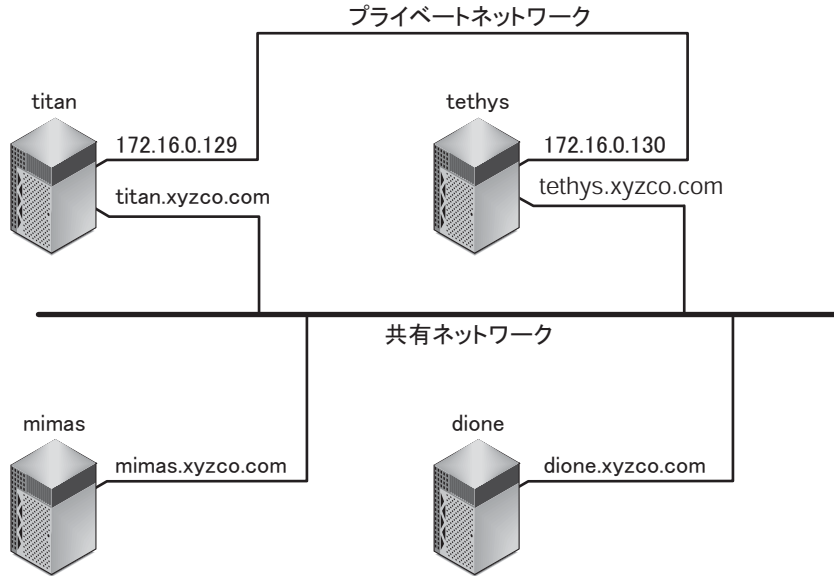 プライベートネットワーク
titan
tethys
172.16.0.129
172.16.0.130
titan.xyzco.com
tethys.xyzco.com
共有ネットワーク
mimas
dione
mimas.xyzco.com
dione.xyzco.com